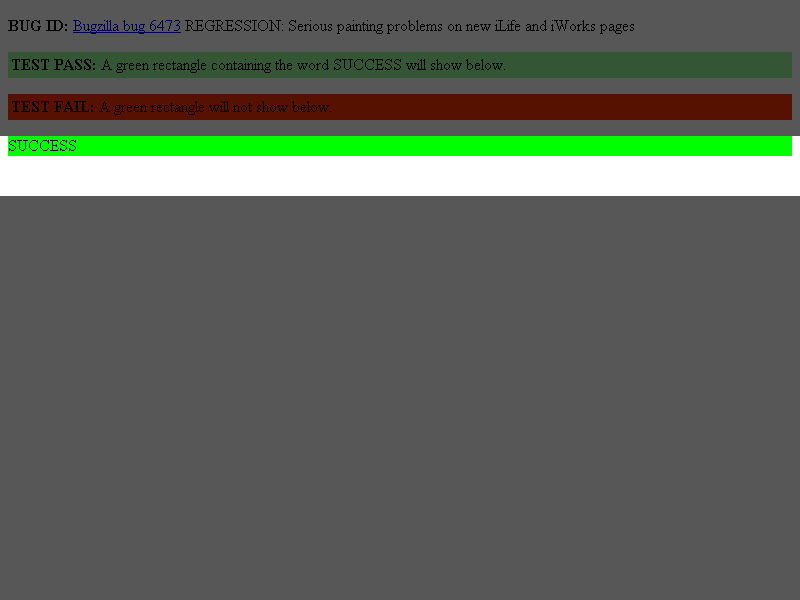 BUG ID: Bugzilla bug 6473 REGRESSION: Serious painting problems on new iLife and iWorks pages
TEST PASS: A green rectangle containing the word SUCCESS will show below.
TEST FAIL: A green rectangle will not show below.
SUCCESS